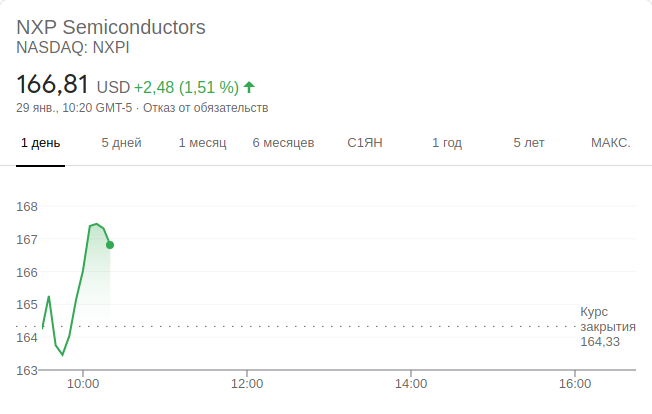 NXP Semiconductors
NASDAQ: NXPI
166,81 USD +2,48 (1,51 %)
29 янв., 10:20 GMT-5 · Отказ от обязательств
1 день 5 дней 1 месяц 6 месяцев С1ЯН 1 год 5 лет МАКС.
168
167
166
165
164
163
Курс
закрытия
164,33
10:00 12:00 14:00 16:00